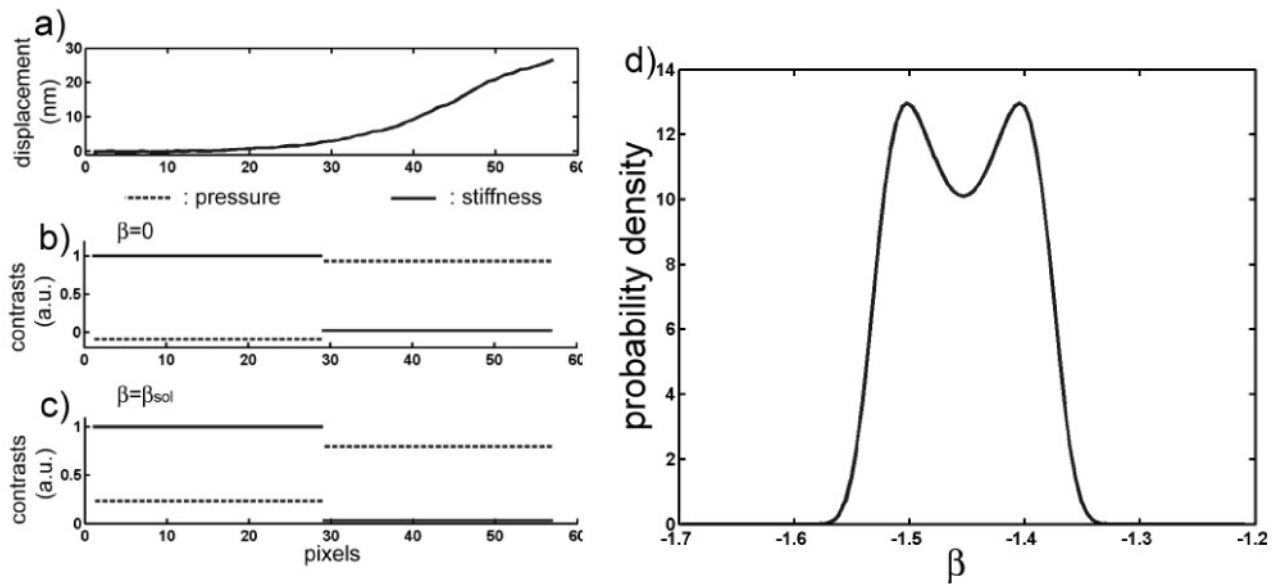 a)
displacement
(nm)
30
20
10
0
0 10 20 30 40 50 60
: pressure : stiffness
b)
β=0
contrasts
(a.u.)
1
0.5
0
0 10 20 30 40 50 60
c)
β=βsol
contrasts
(a.u.)
1
0.5
0
0 10 20 30 40 50 60
pixels
d)
probability density
14
12
10
8
6
4
2
0
-1.7 -1.6 -1.5 -1.4 -1.3 -1.2
β